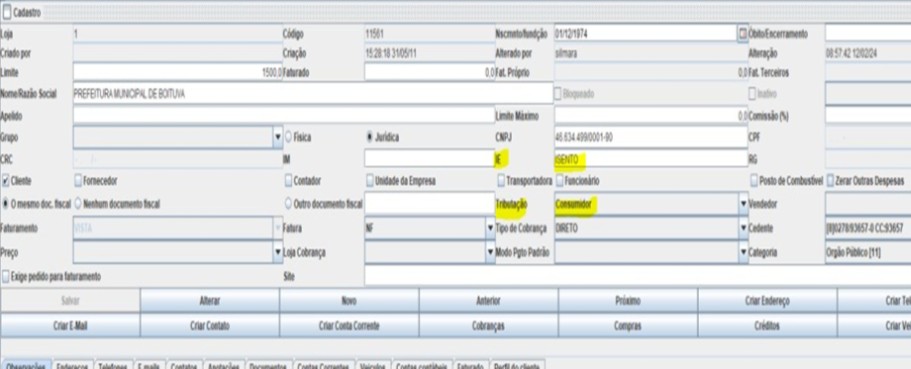 Cadastro
Loja 1 Código 11561 Nscmeto/fundção 01/12/1974 Óbito/Encerramento
Criado por Criação 15:28:18 31/05/11 Alterado por silmara Alteração 08:57:42 12/02/24
Limite 1500,0 Faturado 0,0 Fat. Próprio 0,0 Fat. Terceiros
Nome/Razão Social PREFEITURA MUNICIPAL DE BOITUVA Bloqueado Inativo
Apelido Limite Máximo 0,0 Comissão (%)
Grupo Física Jurídica CNPJ 46.634.499/0001-90 CPF
CRC IM IE ISENTO RG
Cliente Fornecedor Contador Unidade da Empresa Transportadora Funcionário Posto de Combustível Zerar Outras Despesas
O mesmo doc. fiscal Nenhum documento fiscal Outro documento fiscal Tributação Consumidor Vendedor
Faturamento VISTA Fatura NF Tipo de Cobrança DIRETO Cedente [8]0278/93657-8 CC:93657
Preço Loja Cobrança Modo Pgto Padrão Categoria Orgão Público [11]
Exige pedido para faturamento Site
Salvar Alterar Novo Anterior Próximo Criar Endereço Criar Tel
Criar E-Mail Criar Contato Criar Conta Corrente Cobranças Compras Créditos Criar Ve
Observações Endereços Telefones E-mails Contatos Anotações Documentos Contas Correntes Veículos Contas contábeis Faturado Perfil do cliente